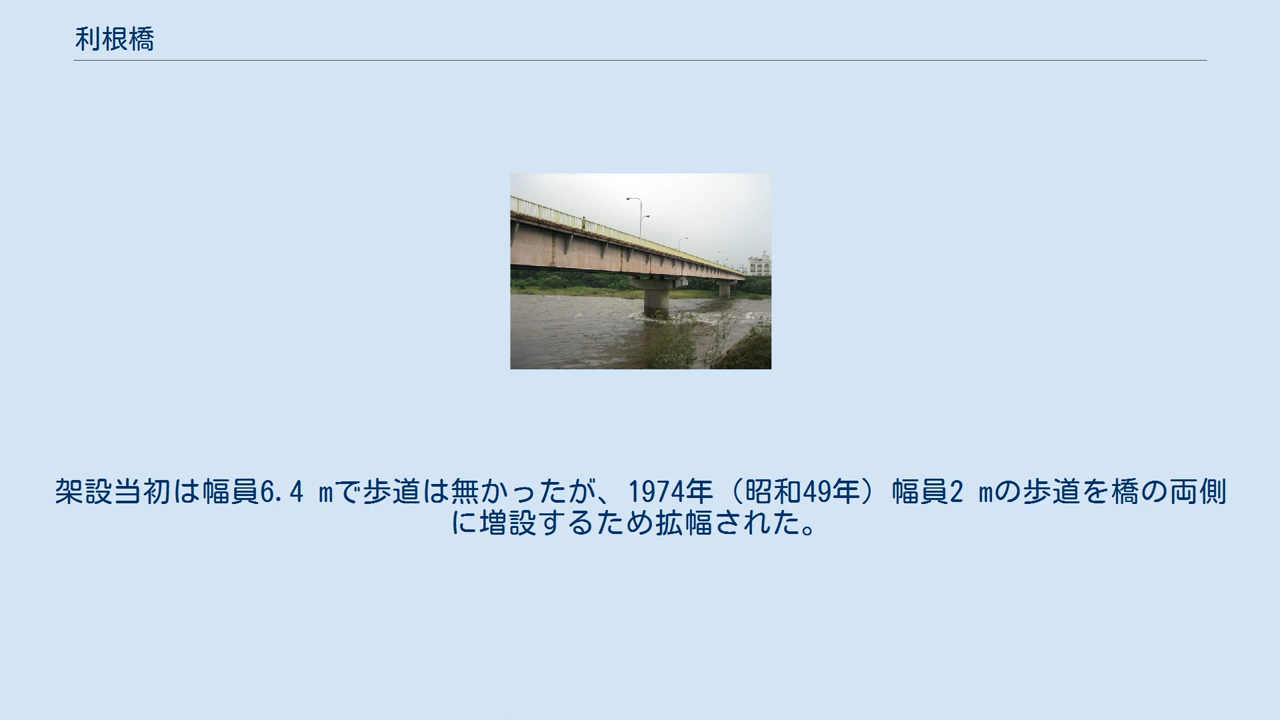 利根橋
架設当初は幅員6.4 mで歩道は無かったが、1974年（昭和49年）幅員2 mの歩道を橋の両側
に増設するため拡幅された。